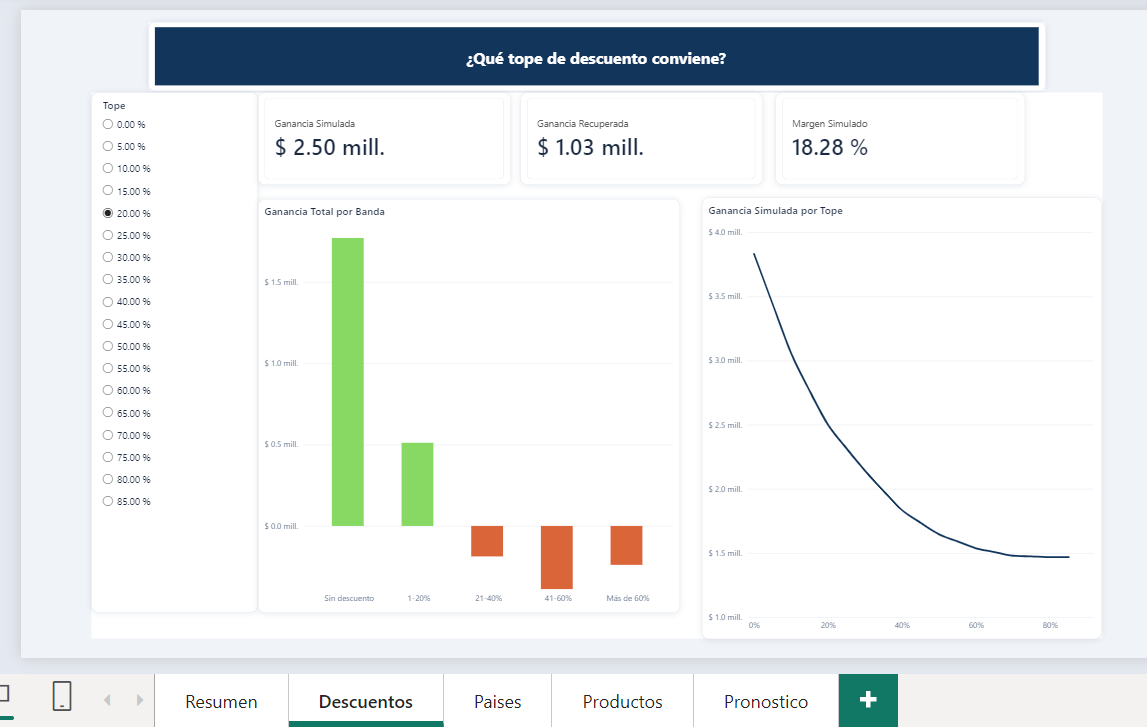 ¿Qué tope de descuento conviene?
Tope
0.00 %
5.00 %
10.00 %
15.00 %
20.00 %
25.00 %
30.00 %
35.00 %
40.00 %
45.00 %
50.00 %
55.00 %
60.00 %
65.00 %
70.00 %
75.00 %
80.00 %
85.00 %
Ganancia Simulada
$ 2.50 mill.
Ganancia Recuperada
$ 1.03 mill.
Margen Simulado
18.28 %
Ganancia Total por Banda
$ 1.5 mill.
$ 1.0 mill.
$ 0.5 mill.
$ 0.0 mill.
Sin descuento 1-20% 21-40% 41-60% Más de 60%
Ganancia Simulada por Tope
$ 4.0 mill.
$ 3.5 mill.
$ 3.0 mill.
$ 2.5 mill.
$ 2.0 mill.
$ 1.5 mill.
$ 1.0 mill.
0% 20% 40% 60% 80%
Resumen Descuentos Paises Productos Pronostico